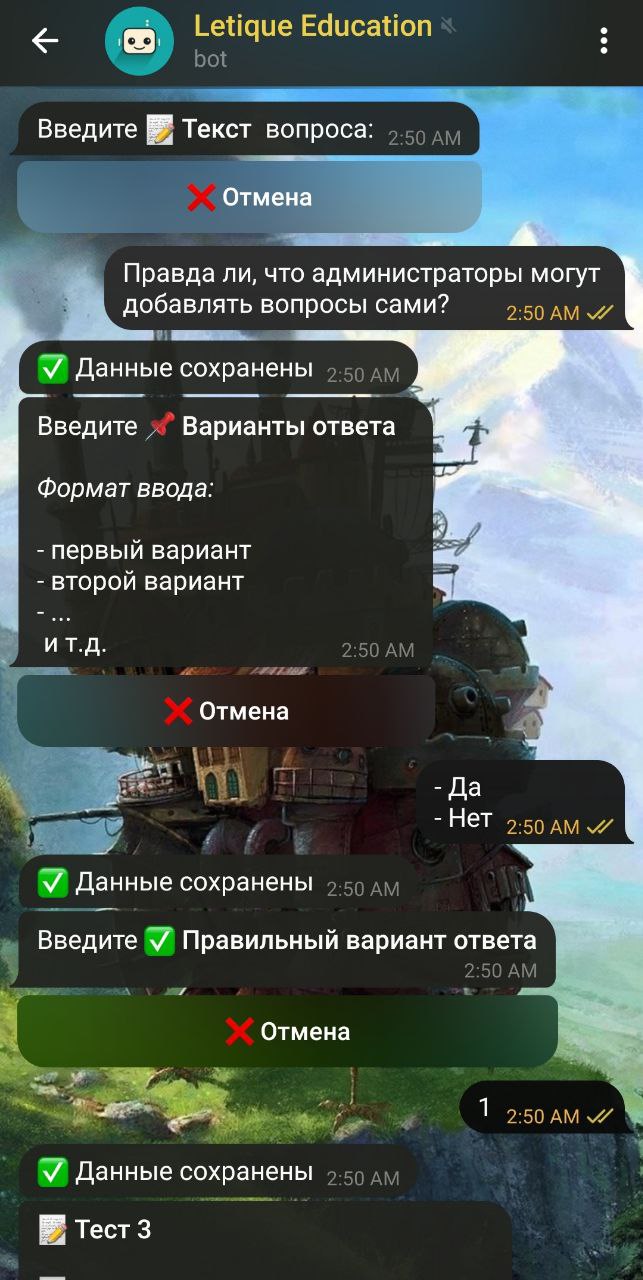 Letique Education
bot
Введите 📝 Текст вопроса: 2:50 AM
❌ Отмена
Правда ли, что администраторы могут
добавлять вопросы сами? 2:50 AM
✅ Данные сохранены 2:50 AM
Введите 📌 Варианты ответа
Формат ввода:
- первый вариант
- второй вариант
- ...
и т.д. 2:50 AM
❌ Отмена
- Да
- Нет 2:50 AM
✅ Данные сохранены 2:50 AM
Введите ✅ Правильный вариант ответа
2:50 AM
❌ Отмена
1 2:50 AM
✅ Данные сохранены 2:50 AM
📝 Тест 3